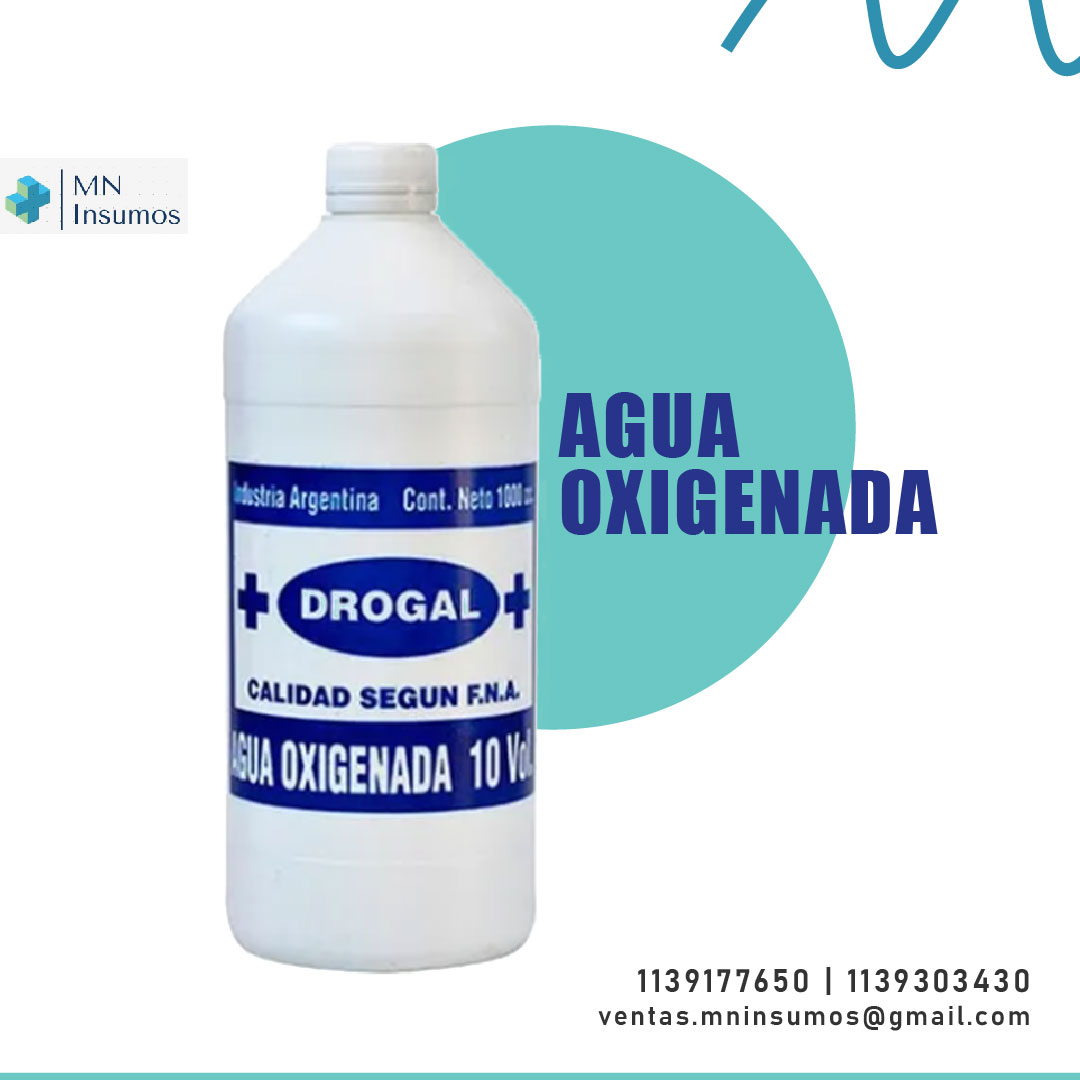 MN
Insumos
AGUA
OXIGENADA
Industria Argentina Cont. Neto 1000 cc.
DROGAL
CALIDAD SEGUN F.N.A.
AGUA OXIGENADA 10 Vol.
1139177650 | 1139303430
ventas.mninsumos@gmail.com